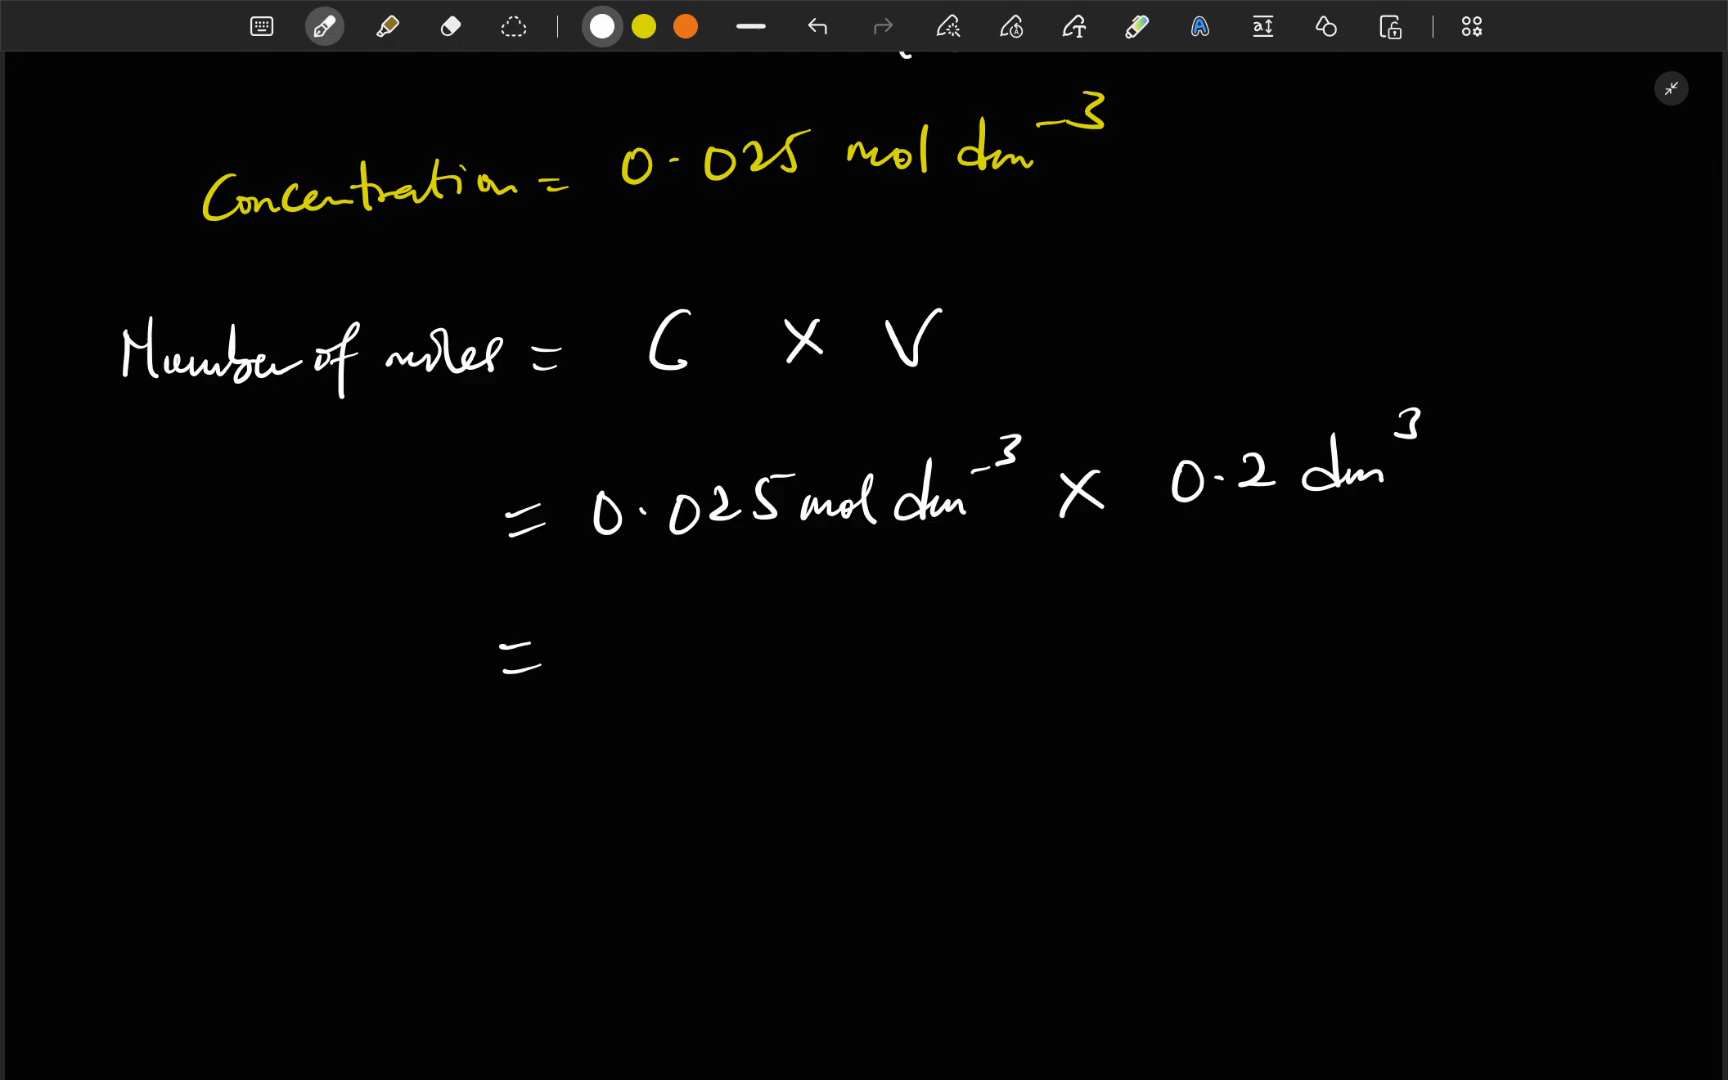 Concentration = 0.025 mol dm⁻³
Number of moles = C × V
= 0.025 mol dm⁻³ × 0.2 dm³
=